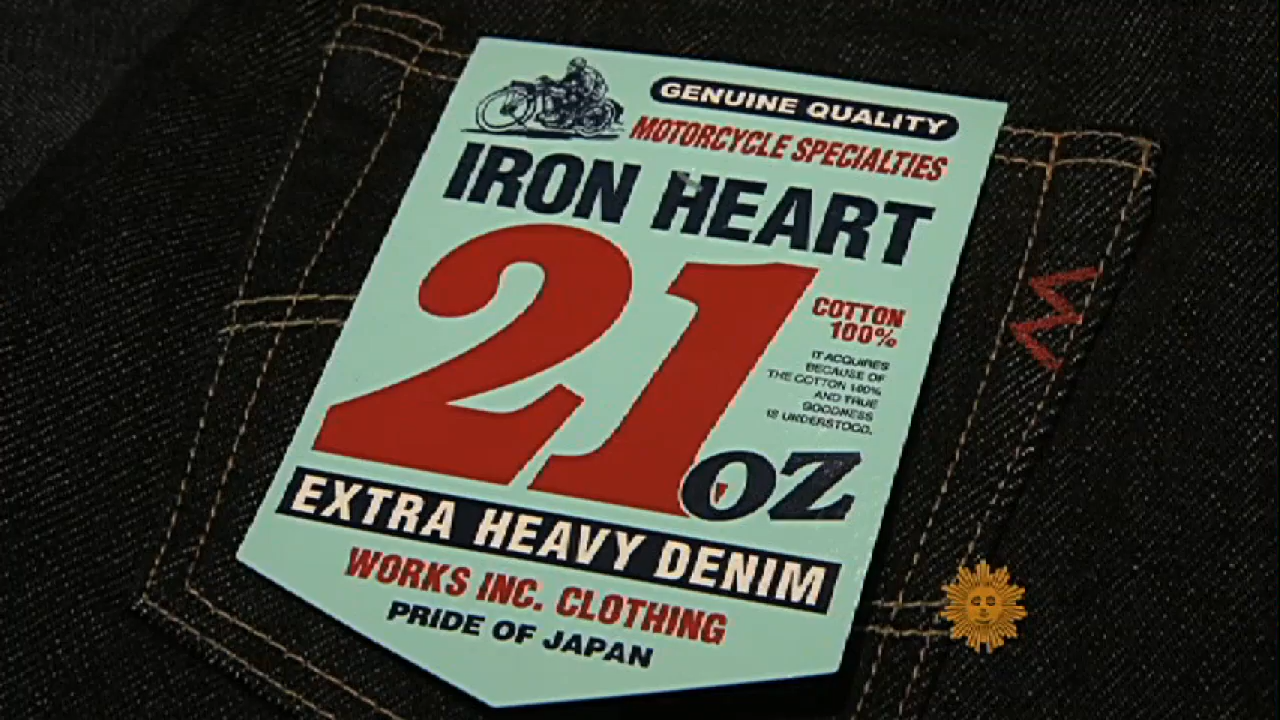 GENUINE QUALITY
MOTORCYCLE SPECIALTIES
IRON HEART
21 OZ
COTTON
100%
IT ACQUIRES
BECAUSE OF
THE COTTON 100%
AND TRUE
GOODNESS
IS UNDERSTOOD.
EXTRA HEAVY DENIM
WORKS INC. CLOTHING
PRIDE OF JAPAN